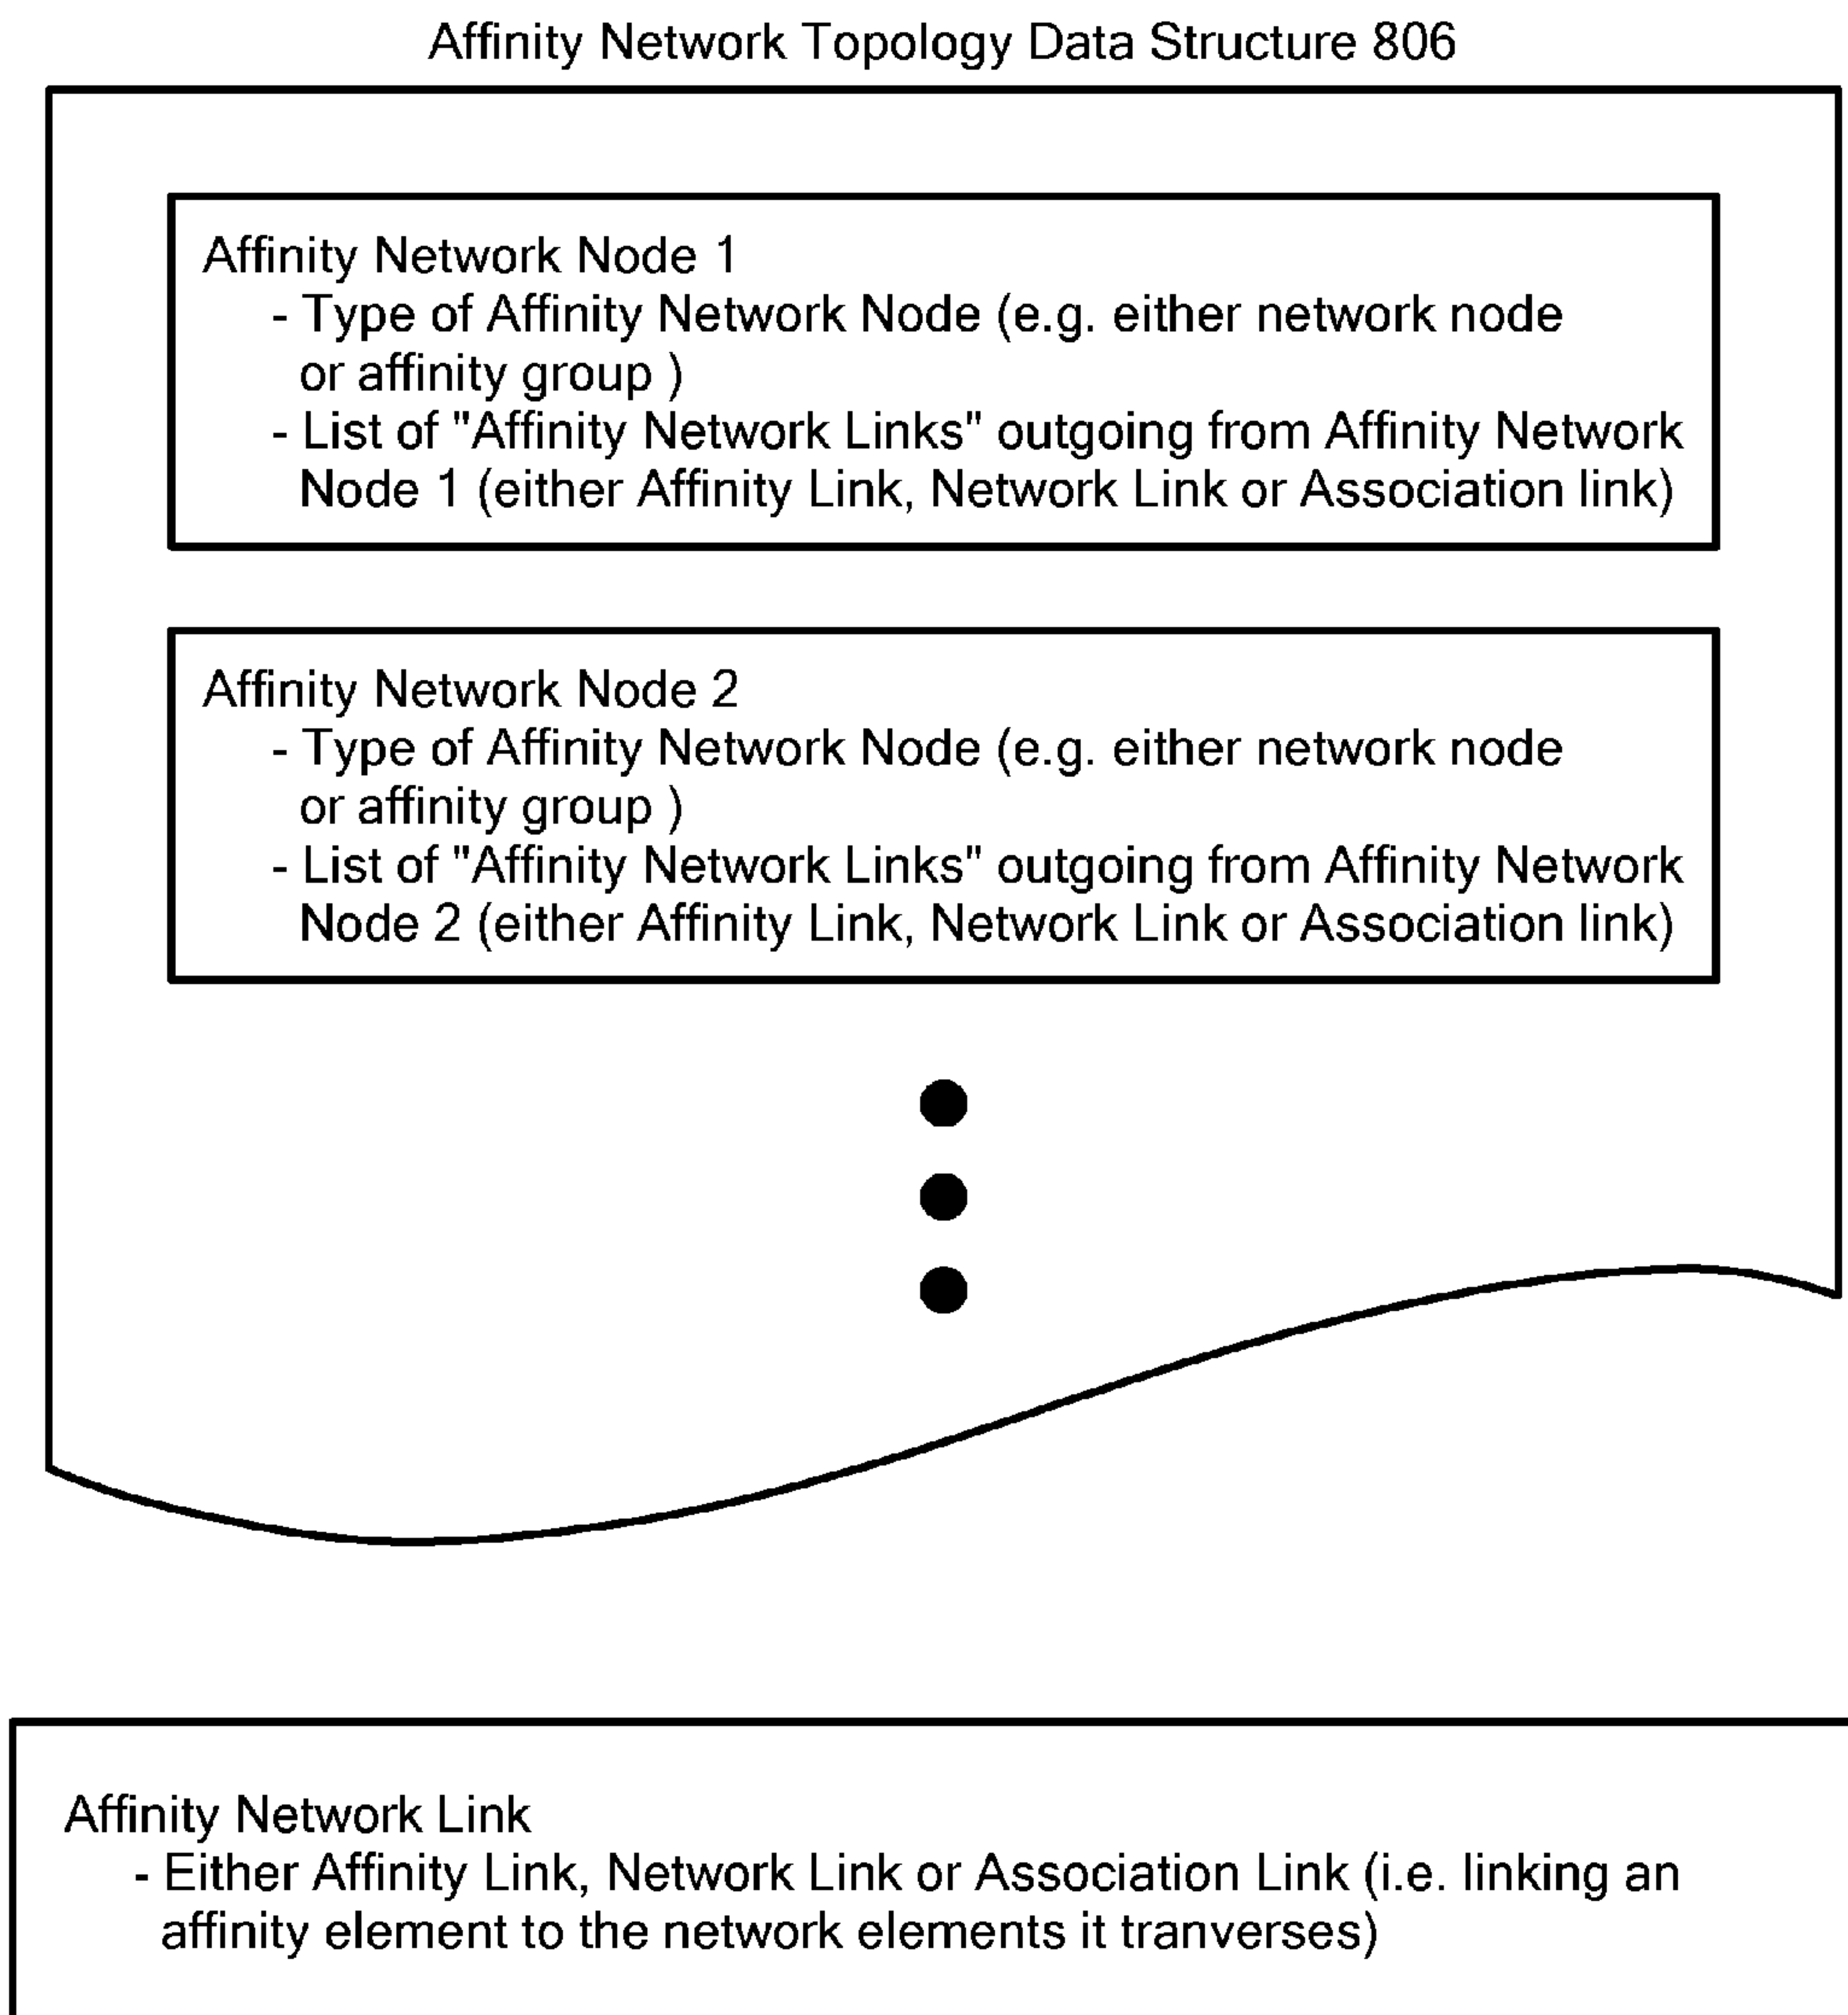 Affinity Network Topology Data Structure 806
Affinity Network Node 1
- Type of Affinity Network Node (e.g. either network node
or affinity group )
- List of "Affinity Network Links" outgoing from Affinity Network
Node 1 (either Affinity Link, Network Link or Association link)
Affinity Network Node 2
- Type of Affinity Network Node (e.g. either network node
or affinity group )
- List of "Affinity Network Links" outgoing from Affinity Network
Node 2 (either Affinity Link, Network Link or Association link)
Affinity Network Link
- Either Affinity Link, Network Link or Association Link (i.e. linking an
affinity element to the network elements it tranverses)